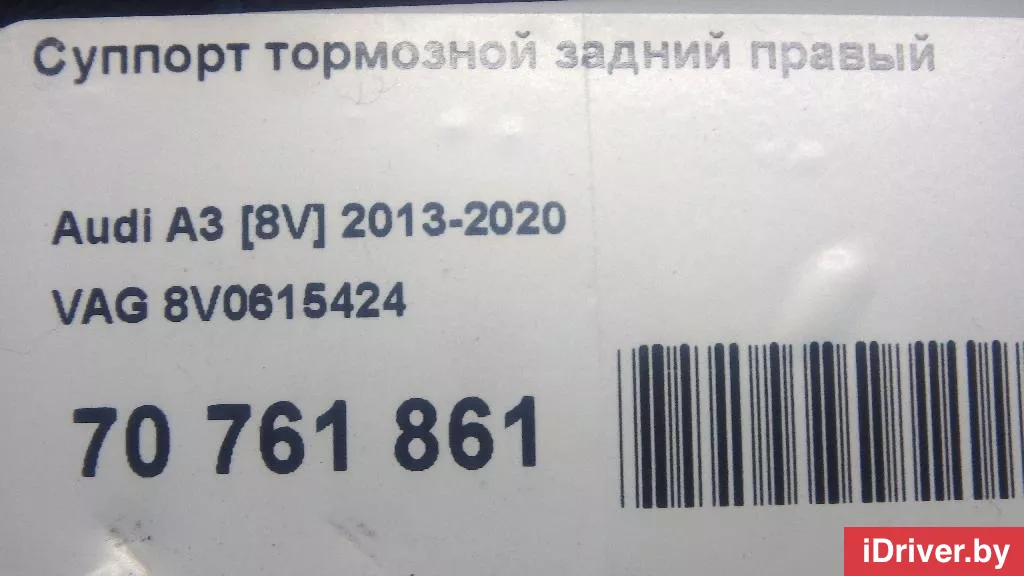 Суппорт тормозной задний правый
Audi A3 [8V] 2013-2020
VAG 8V0615424
70 761 861
iDriver.by